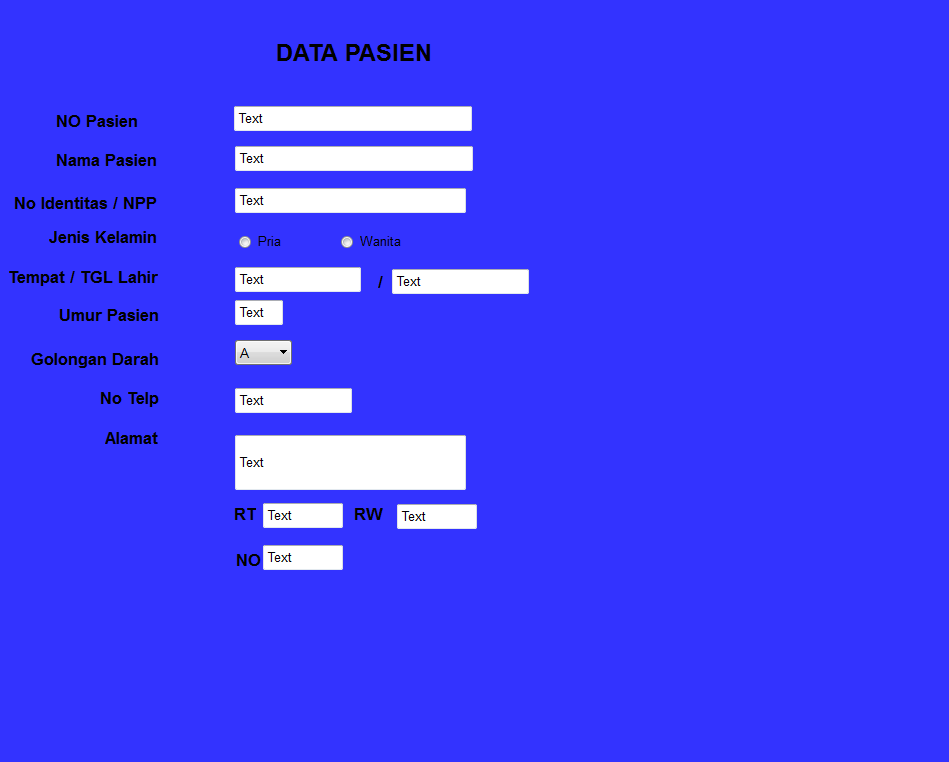 DATA PASIEN
NO Pasien Text
Nama Pasien Text
No Identitas / NPP Text
Jenis Kelamin Pria Wanita
Tempat / TGL Lahir Text / Text
Umur Pasien Text
Golongan Darah A
No Telp Text
Alamat Text
RT Text RW Text
NO Text